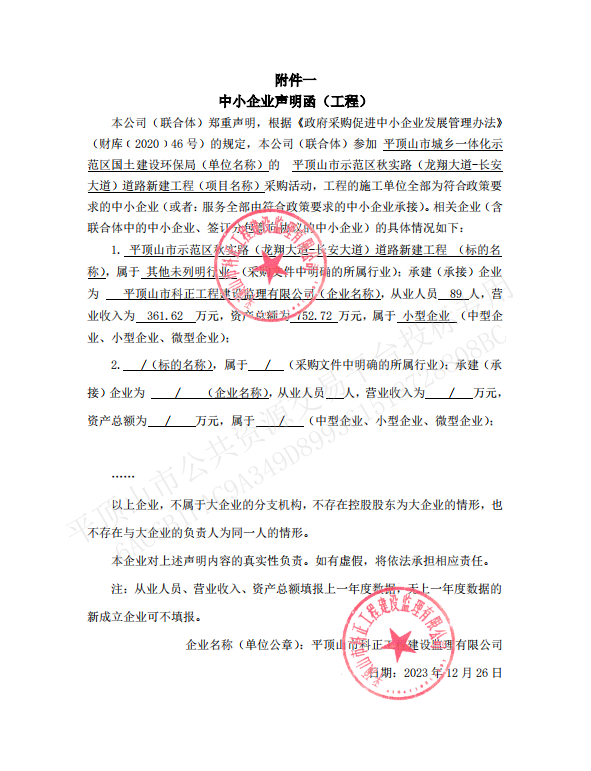 附件一
中小企业声明函（工程）
本公司（联合体）郑重声明，根据《政府采购促进中小企业发展管理办法》
（财库﹝2020﹞46号）的规定，本公司（联合体）参加 平顶山市城乡一体化示
范区国土建设环保局（单位名称）的 平顶山市示范区秋实路（龙翔大道-长安
大道）道路新建工程（项目名称）采购活动，工程的施工单位全部为符合政策要
求的中小企业（或者：服务全部由符合政策要求的中小企业承接）。相关企业（含
联合体中的中小企业、签订分包意向协议的中小企业）的具体情况如下：
1. 平顶山市示范区秋实路（龙翔大道-长安大道）道路新建工程 （标的名
称），属于 其他未列明行业 （采购文件中明确的所属行业）；承建（承接）企业
为 平顶山市科正工程建设监理有限公司（企业名称），从业人员 89 人，营
业收入为 361.62 万元，资产总额为 752.72 万元，属于 小型企业 （中型企
业、小型企业、微型企业）；
2. /（标的名称），属于 / （采购文件中明确的所属行业）；承建（承
接）企业为 / （企业名称），从业人员 人，营业收入为 / 万元，
资产总额为 / 万元，属于 / （中型企业、小型企业、微型企业）；
……
以上企业，不属于大企业的分支机构，不存在控股股东为大企业的情形，也
不存在与大企业的负责人为同一人的情形。
本企业对上述声明内容的真实性负责。如有虚假，将依法承担相应责任。
注：从业人员、营业收入、资产总额填报上一年度数据，无上一年度数据的
新成立企业可不填报。
企业名称（单位公章）：平顶山市科正工程建设监理有限公司
日期：2023年12月26日